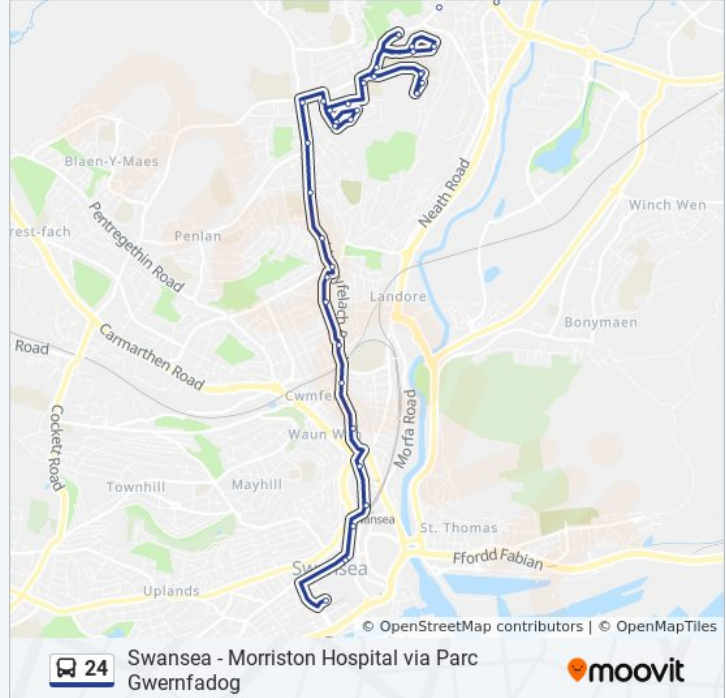 Blaen-Y-Maes
Neath Road
Winch Wen
Pentregethin Road
rest-fach
Penlan
Landore
Bonymaen
Road
Carmarthen Road
Cwmfel
Morfa Road
Cockett Road
Waun W
Townhill
Mayhill
St. Thomas
Ffordd Fabian
Swansea
Uplands
© OpenStreetMap contributors | © OpenMapTiles
24
Swansea - Morriston Hospital via Parc
Gwernfadog
moovit